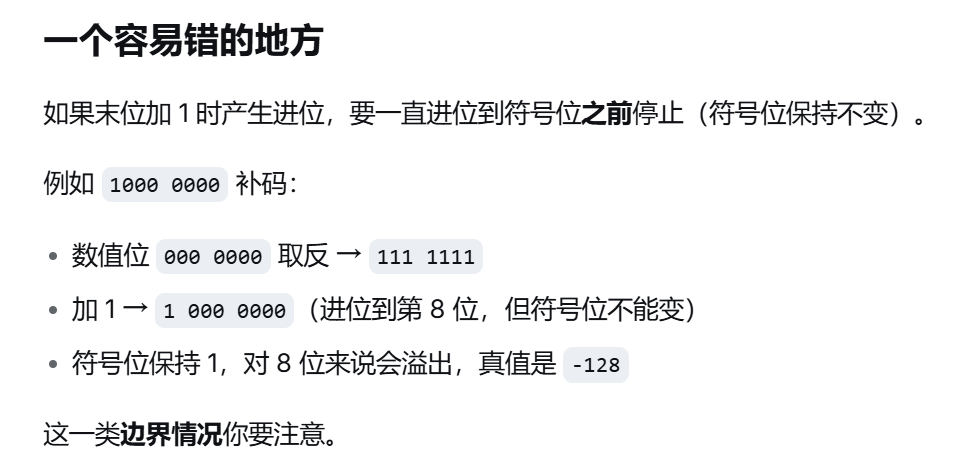 一个容易错的地方
如果末位加 1 时产生进位，要一直进位到符号位之前停止（符号位保持不变）。
例如 1000 0000 补码：
• 数值位 000 0000 取反 → 111 1111
• 加 1 → 1 000 0000（进位到第 8 位，但符号位不能变）
• 符号位保持 1，对 8 位来说会溢出，真值是 -128
这一类边界情况你要注意。